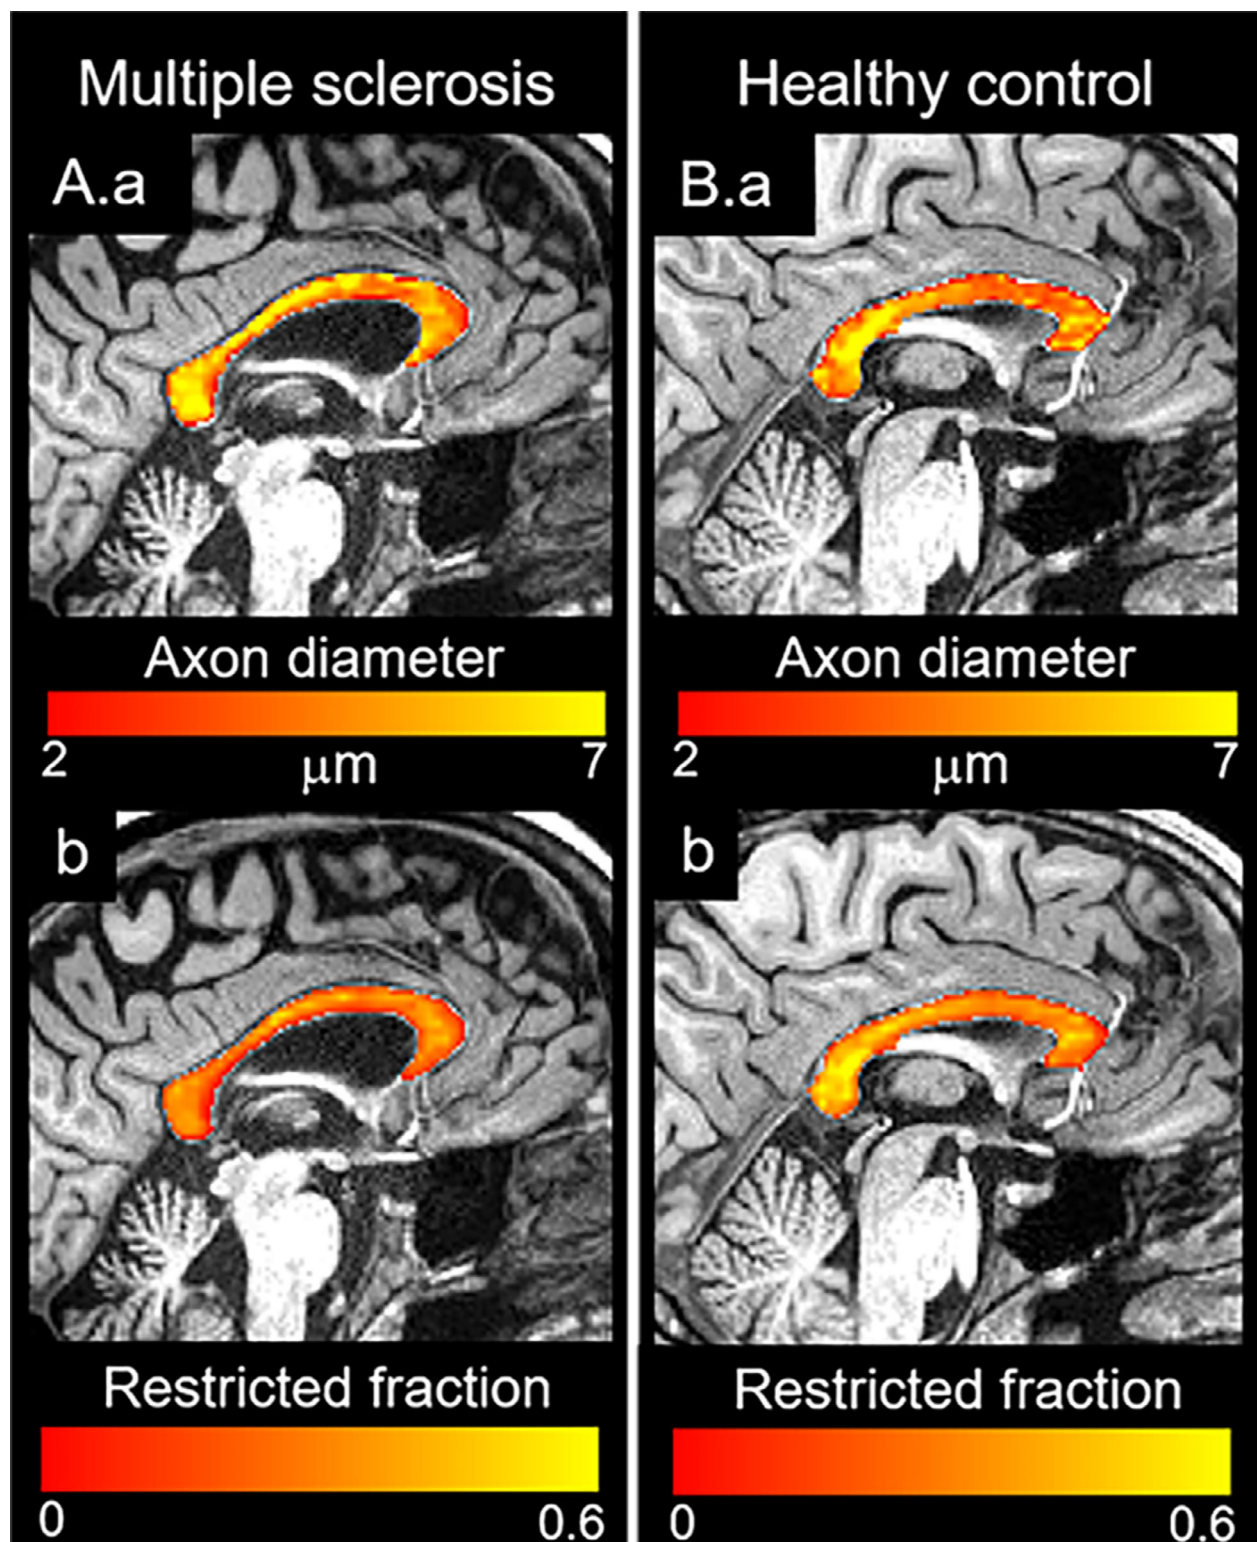 Multiple sclerosis
Healthy control
A.a
B.a
Axon diameter
Axon diameter
2
7
μm
2
7
μm
b
b
Restricted fraction
Restricted fraction
0
0.6
0
0.6